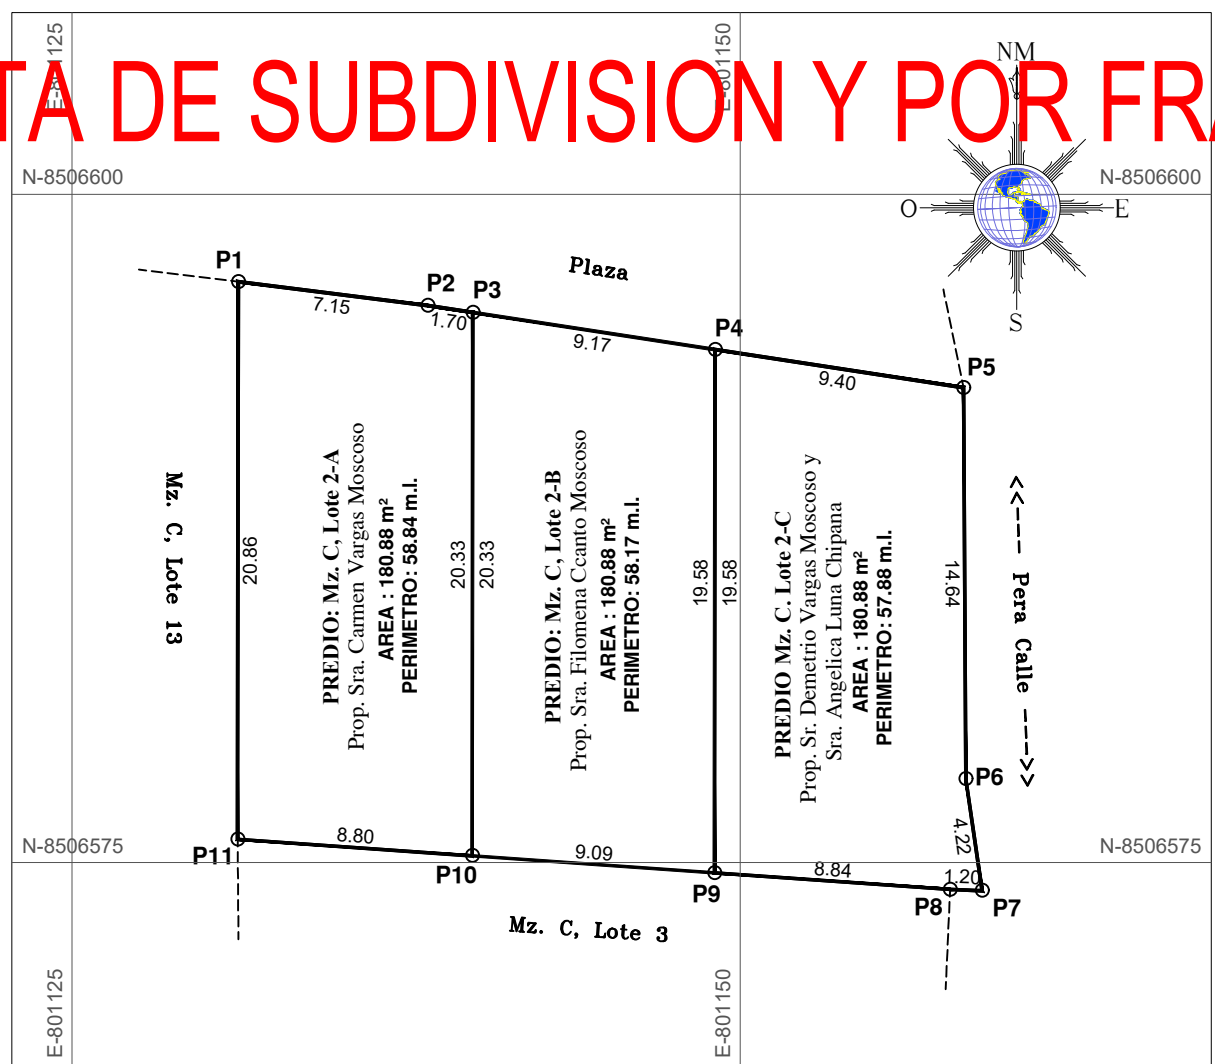 E-801125
E-801150
TA DE SUBDIVISION Y POR FRA
NM
N-8506600
N-8506600
O
E
S
P1
Plaza
P2
P3
7.15
1.70
9.17
P4
9.40
P5
Mz. C, Lote 13
20.86
PREDIO: Mz. C, Lote 2-A
Prop. Sra. Carmen Vargas Moscoso
AREA : 180.88 m²
PERIMETRO: 58.84 m.l.
20.33
20.33
PREDIO: Mz. C, Lote 2-B
Prop. Sra. Filomena Ccanto Moscoso
AREA : 180.88 m²
PERIMETRO: 58.17 m.l.
19.58
19.58
PREDIO Mz. C. Lote 2-C
Prop. Sr. Demetrio Vargas Moscoso y
Sra. Angelica Luna Chipana
AREA : 180.88 m²
PERIMETRO: 57.88 m.l.
14.64
<<--- Pera Calle --->>
P6
4.22
N-8506575
N-8506575
P11
8.80
P10
9.09
P9
8.84
1.20
P8
P7
Mz. C, Lote 3
E-801125
E-801150